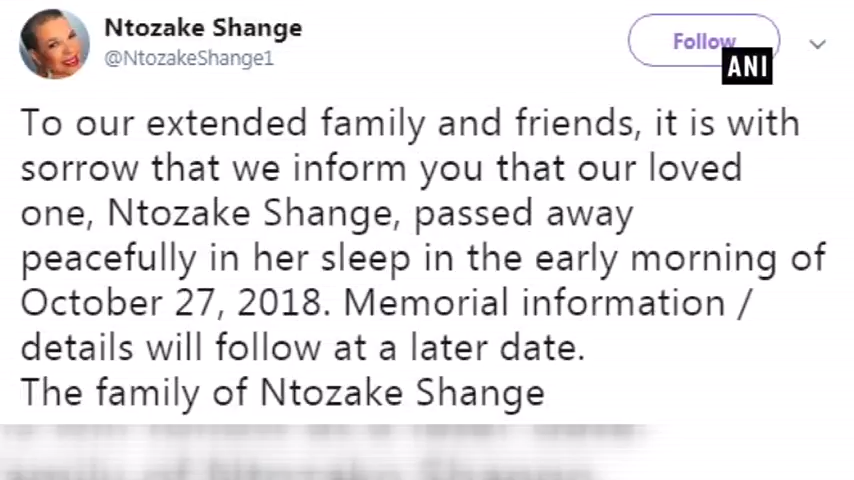 Ntozake Shange
@NtozakeShange1
Follow
ANI
To our extended family and friends, it is with
sorrow that we inform you that our loved
one, Ntozake Shange, passed away
peacefully in her sleep in the early morning of
October 27, 2018. Memorial information /
details will follow at a later date.
The family of Ntozake Shange